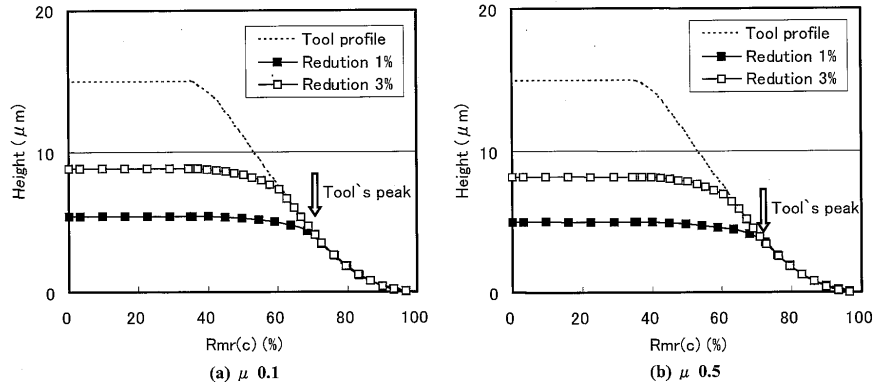 20
Tool profile
Redution 1%
Redution 3%
Height (μm)
10
Tool`s peak
0
0 20 40 60 80 100
Rmr(c) (%)
(a) μ 0.1
20
Tool profile
Redution 1%
Redution 3%
Height (μm)
10
Tool`s peak
0
0 20 40 60 80 100
Rmr(c) (%)
(b) μ 0.5